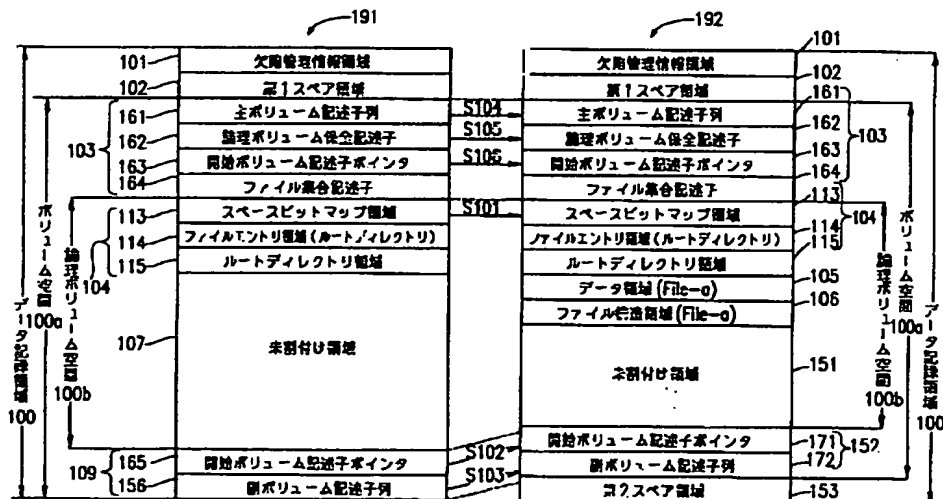 191
192
101
欠陥管理情報領域
102
第1スペア領域
103
161
主ボリューム記述子列
162
論理ボリューム保全記述子
163
開始ボリューム記述子ポインタ
164
ファイル集合記述子
104
113
スペースビットマップ領域
114
ファイルエントリ領域(ルートディレクトリ)
115
ルートディレクトリ領域
107
未割付け領域
109
165
開始ボリューム記述子ポインタ
156
副ボリューム記述子列
データ記録領域 100
ボリューム空間 100a
論理ボリューム空間 100b
S104
S105
S106
S101
S102
S103
欠陥管理情報領域
101
第1スペア領域
102
主ボリューム記述子列
161
論理ボリューム保全記述子
162
開始ボリューム記述子ポインタ
163
ファイル集合記述子
164
103
スペースビットマップ領域
113
ファイルエントリ領域(ルートディレクトリ)
114
ルートディレクトリ領域
115
104
データ領域(File-a)
105
ファイル構造領域(File-a)
106
未割付け領域
151
開始ボリューム記述子ポインタ
171
副ボリューム記述子列
172
152
第2スペア領域
153
論理ボリューム空間 100b
ボリューム空間 100a
データ記録領域 100